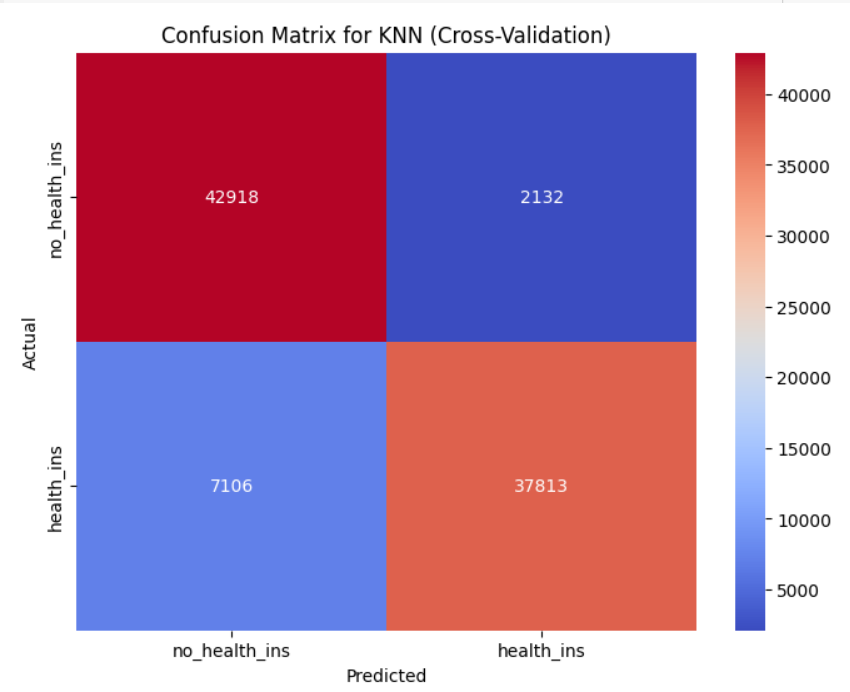 Confusion Matrix for KNN (Cross-Validation)
Actual
no_health_ins
health_ins
42918
2132
7106
37813
no_health_ins
health_ins
Predicted
40000
35000
30000
25000
20000
15000
10000
5000